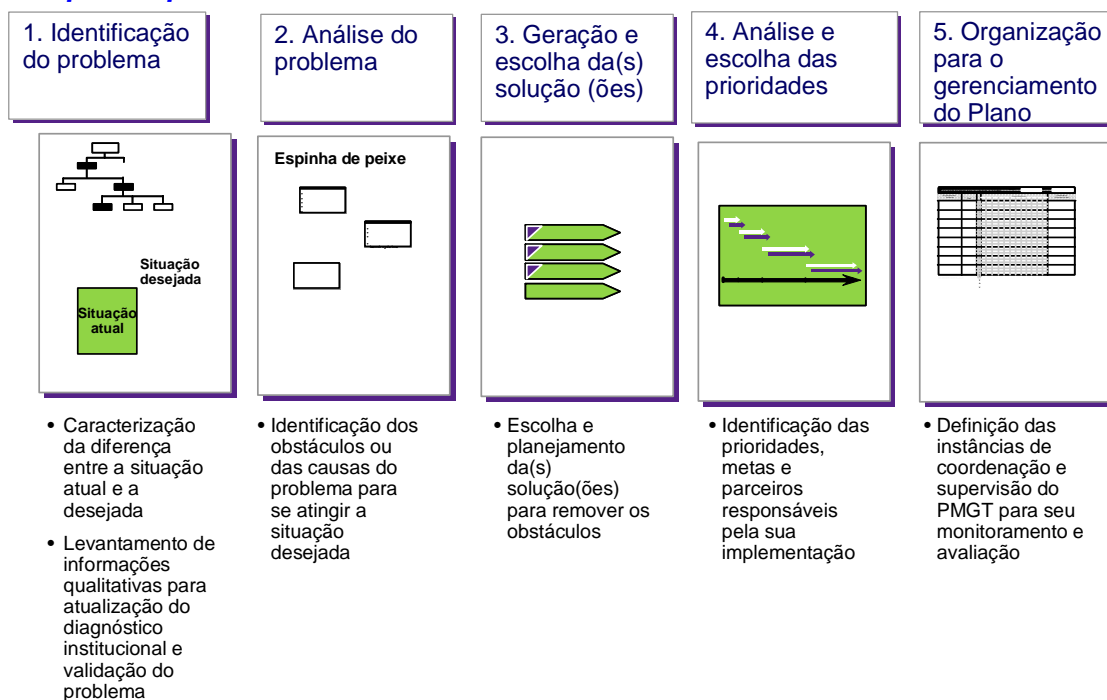 1. Identificação
do problema
2. Análise do
problema
3. Geração e
escolha da(s)
solução (ões)
4. Análise e
escolha das
prioridades
5. Organização
para o
gerenciamento
do Plano
Situação
desejada
Situação
atual
Espinha de peixe
• Caracterização
da diferença
entre a situação
atual e a
desejada
• Levantamento de
informações
qualitativas para
atualização do
diagnóstico
institucional e
validação do
problema
• Identificação dos
obstáculos ou
das causas do
problema para
se atingir a
situação
desejada
• Escolha e
planejamento
da(s)
solução(ões)
para remover os
obstáculos
• Identificação das
prioridades,
metas e
parceiros
responsáveis
pela sua
implementação
• Definição das
instâncias de
coordenação e
supervisão do
PMGT para seu
monitoramento e
avaliação